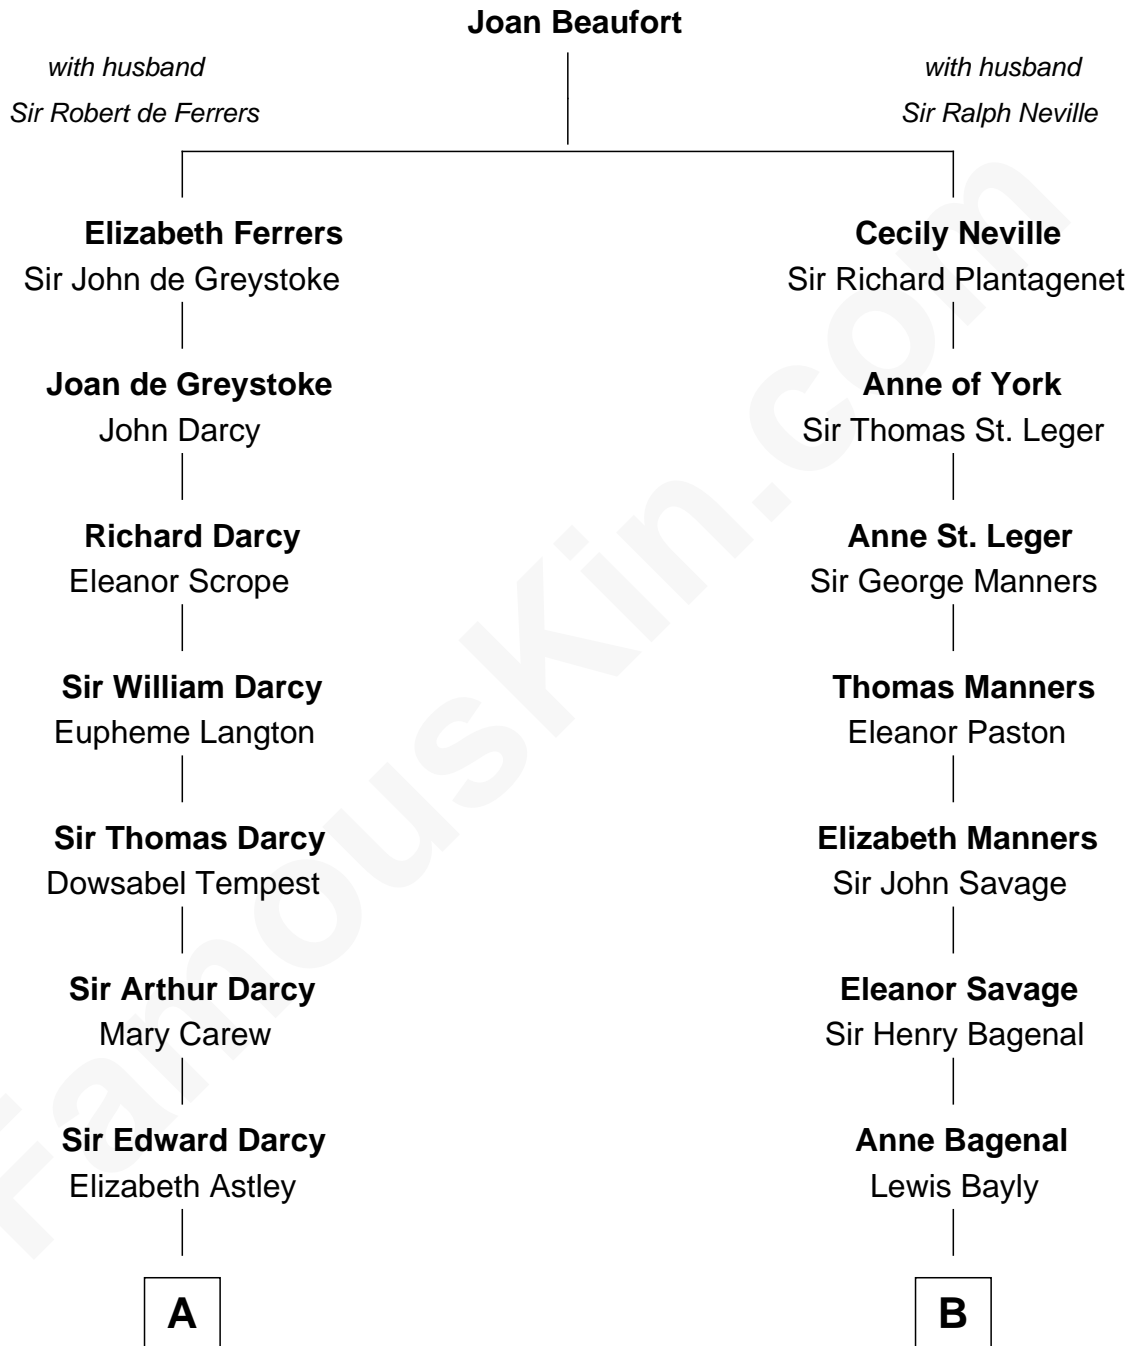 Joan Beaufort
with husband
Sir Robert de Ferrers
with husband
Sir Ralph Neville
Elizabeth Ferrers
Sir John de Greystoke
Cecily Neville
Sir Richard Plantagenet
Joan de Greystoke
John Darcy
Anne of York
Sir Thomas St. Leger
Richard Darcy
Eleanor Scrope
Anne St. Leger
Sir George Manners
Sir William Darcy
Eupheme Langton
Thomas Manners
Eleanor Paston
Sir Thomas Darcy
Dowsabel Tempest
Elizabeth Manners
Sir John Savage
Sir Arthur Darcy
Mary Carew
Eleanor Savage
Sir Henry Bagenal
Sir Edward Darcy
Elizabeth Astley
Anne Bagenal
Lewis Bayly
A
B
FamousKin.com